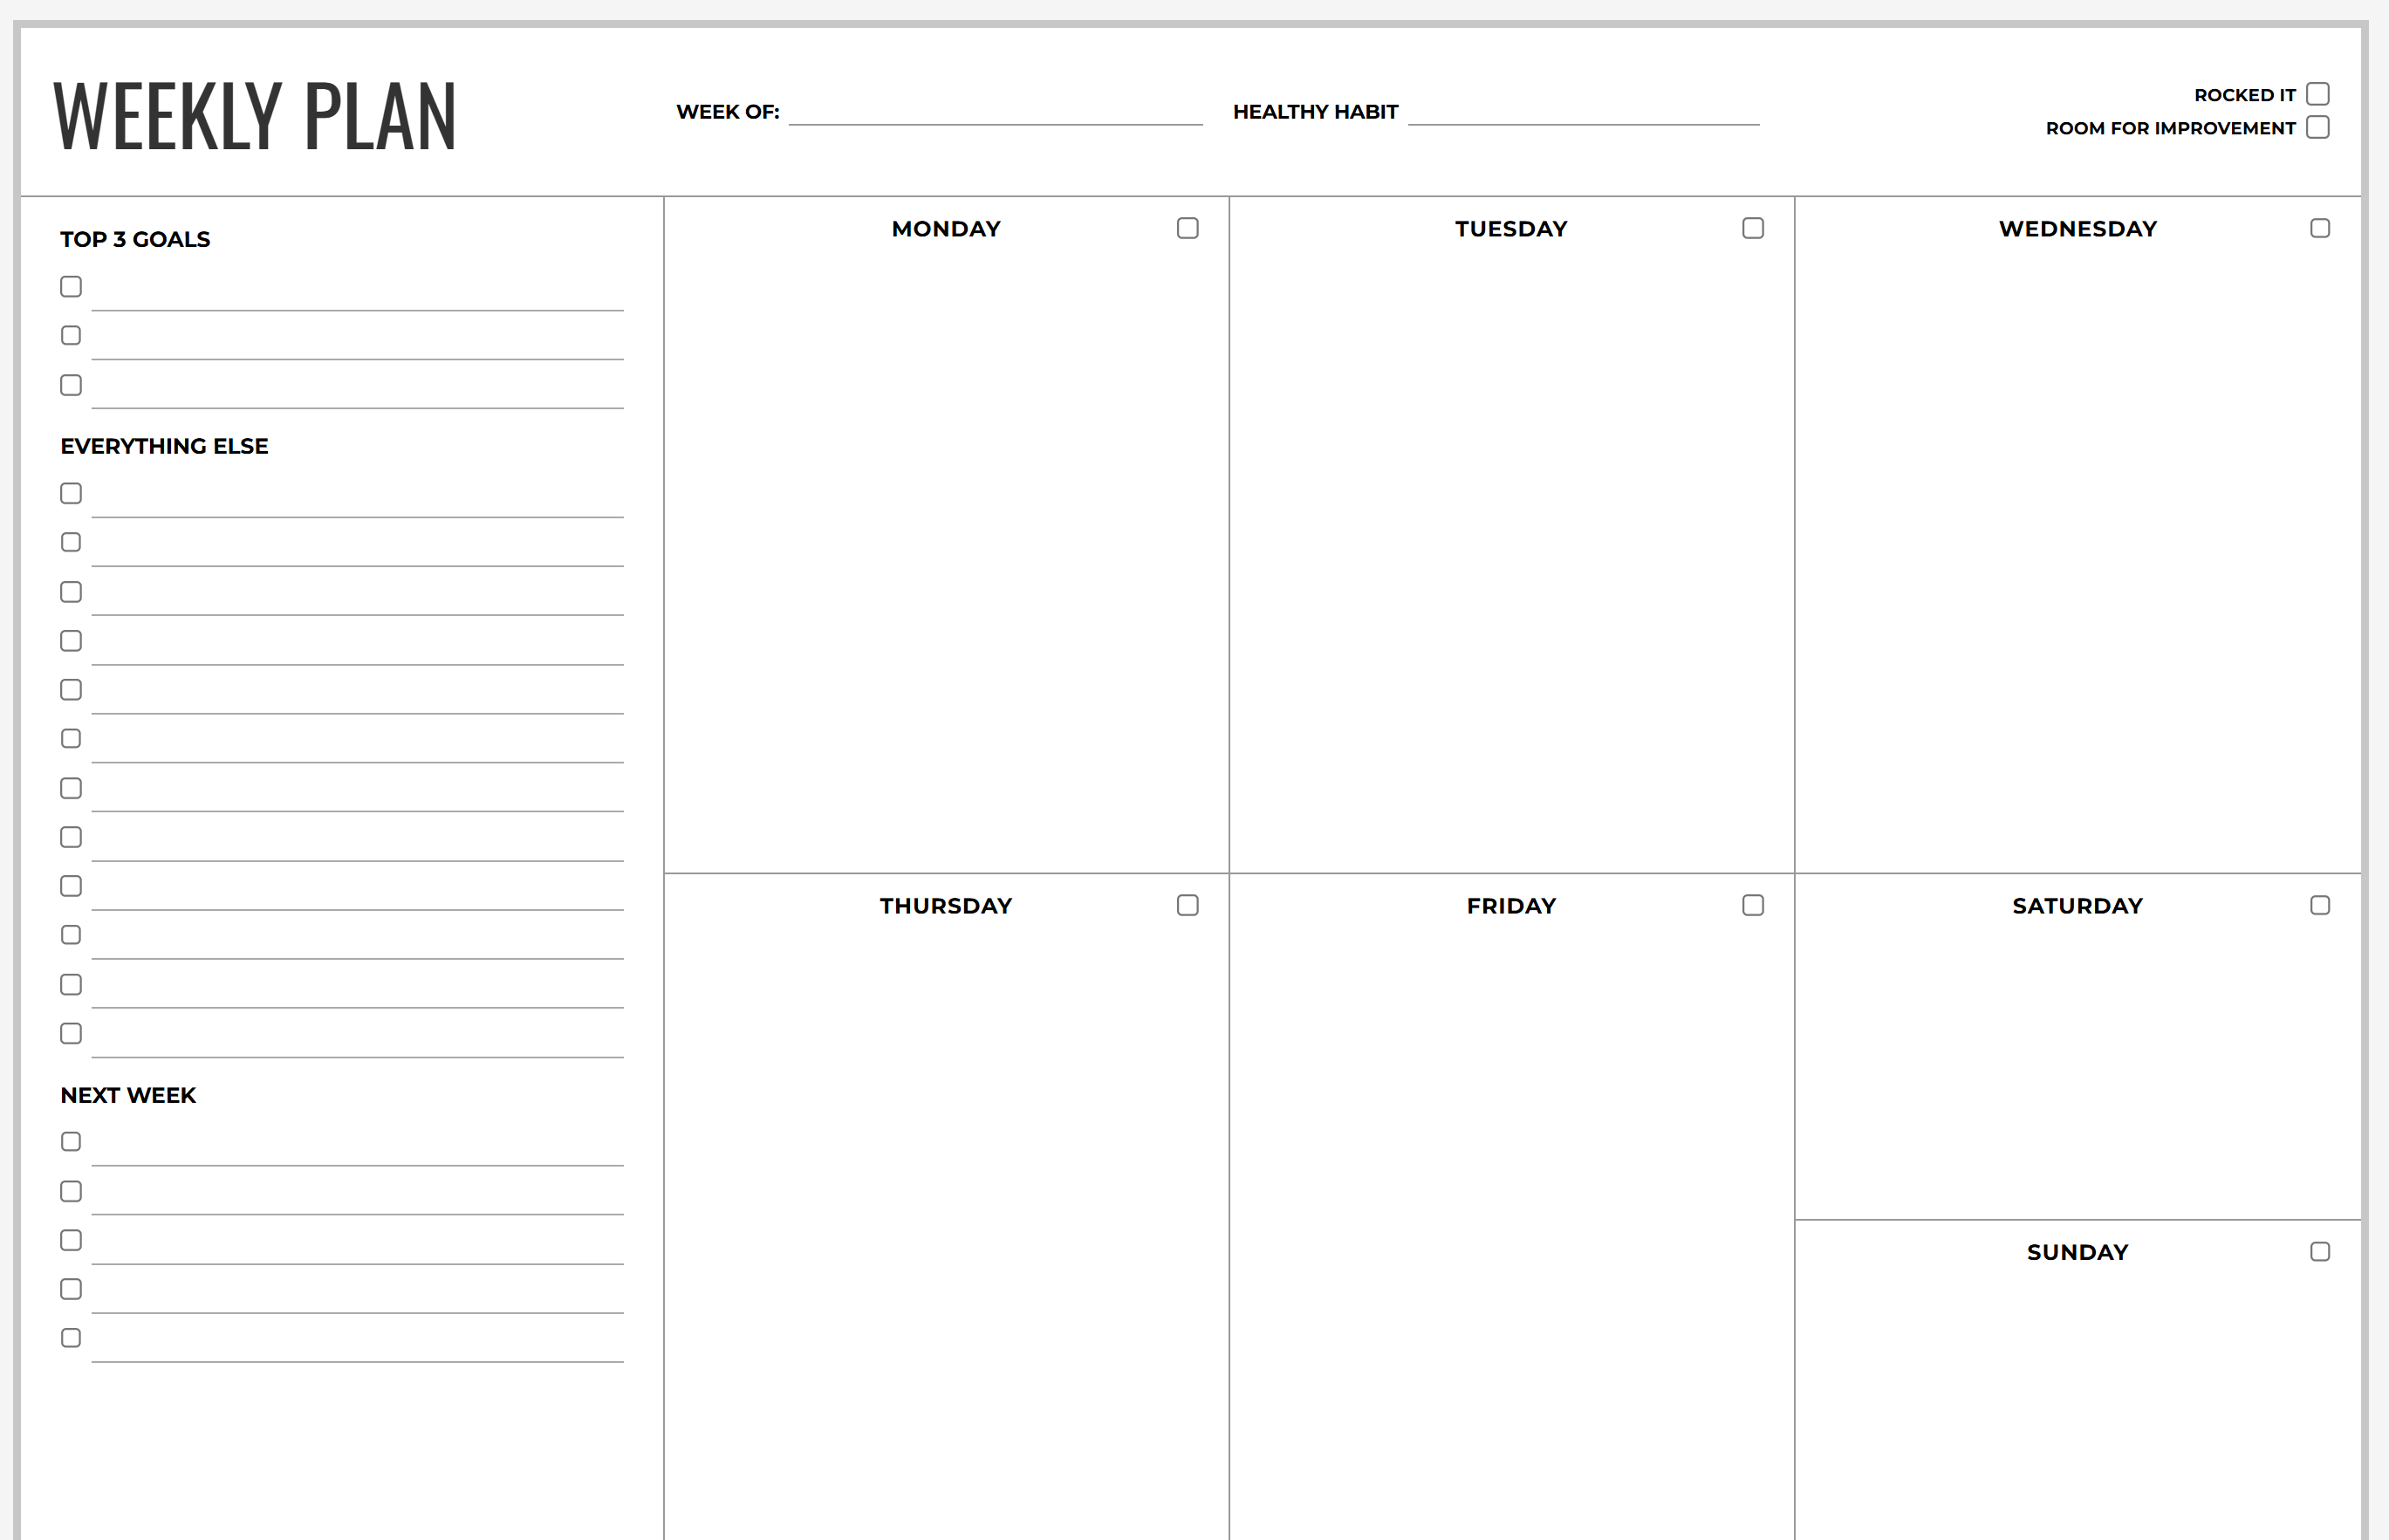 WEEKLY PLAN
WEEK OF:
HEALTHY HABIT
ROCKED IT
ROOM FOR IMPROVEMENT
TOP 3 GOALS
EVERYTHING ELSE
NEXT WEEK
MONDAY
TUESDAY
WEDNESDAY
THURSDAY
FRIDAY
SATURDAY
SUNDAY